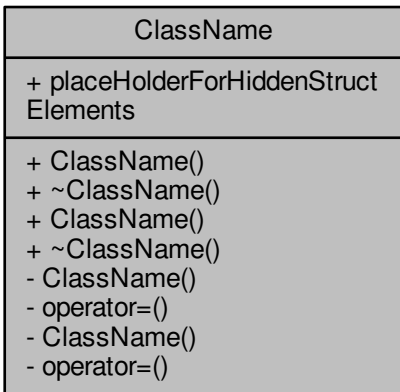 ClassName
+ placeHolderForHiddenStruct
Elements
+ ClassName()
+ ~ClassName()
+ ClassName()
+ ~ClassName()
- ClassName()
- operator=()
- ClassName()
- operator=()